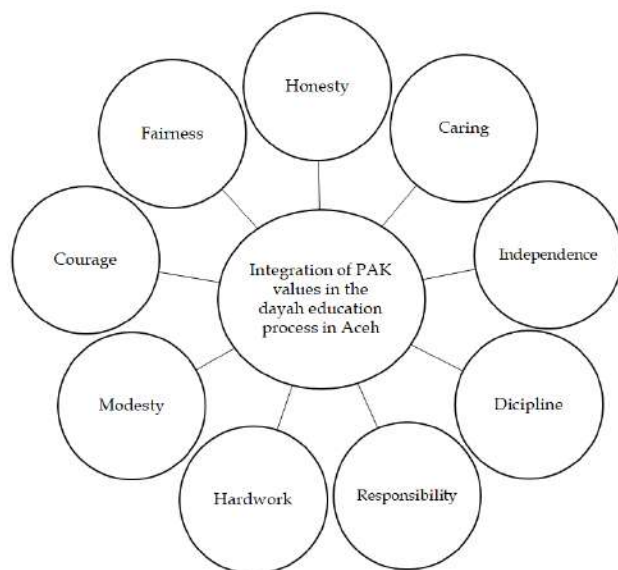 Honesty
Caring
Fairness
Independence
Courage
Integration of PAK
values in the
dayah education
process in Aceh
Modesty
Dicipline
Hardwork
Responsibility